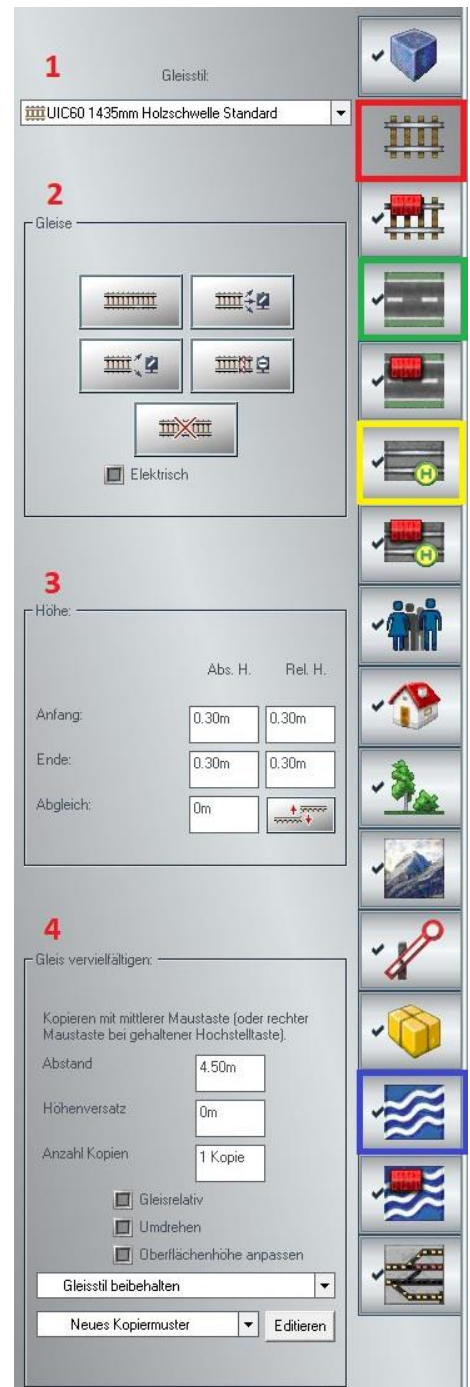 1
Gleisstil:
UIC60 1435mm Holzschwelle Standard
2
Gleise
Elektrisch
3
Höhe:
Abs. H. Rel. H.
Anfang: 0.30m 0.30m
Ende: 0.30m 0.30m
Abgleich: 0m
4
Gleis vervielfältigen:
Kopieren mit mittlerer Maustaste (oder rechter
Maustaste bei gehaltener Hochstelltaste).
Abstand 4.50m
Höhenversatz 0m
Anzahl Kopien 1 Kopie
Gleisrelativ
Umdrehen
Oberflächenhöhe anpassen
Gleisstil beibehalten
Neues Kopiermuster Editieren
H
H